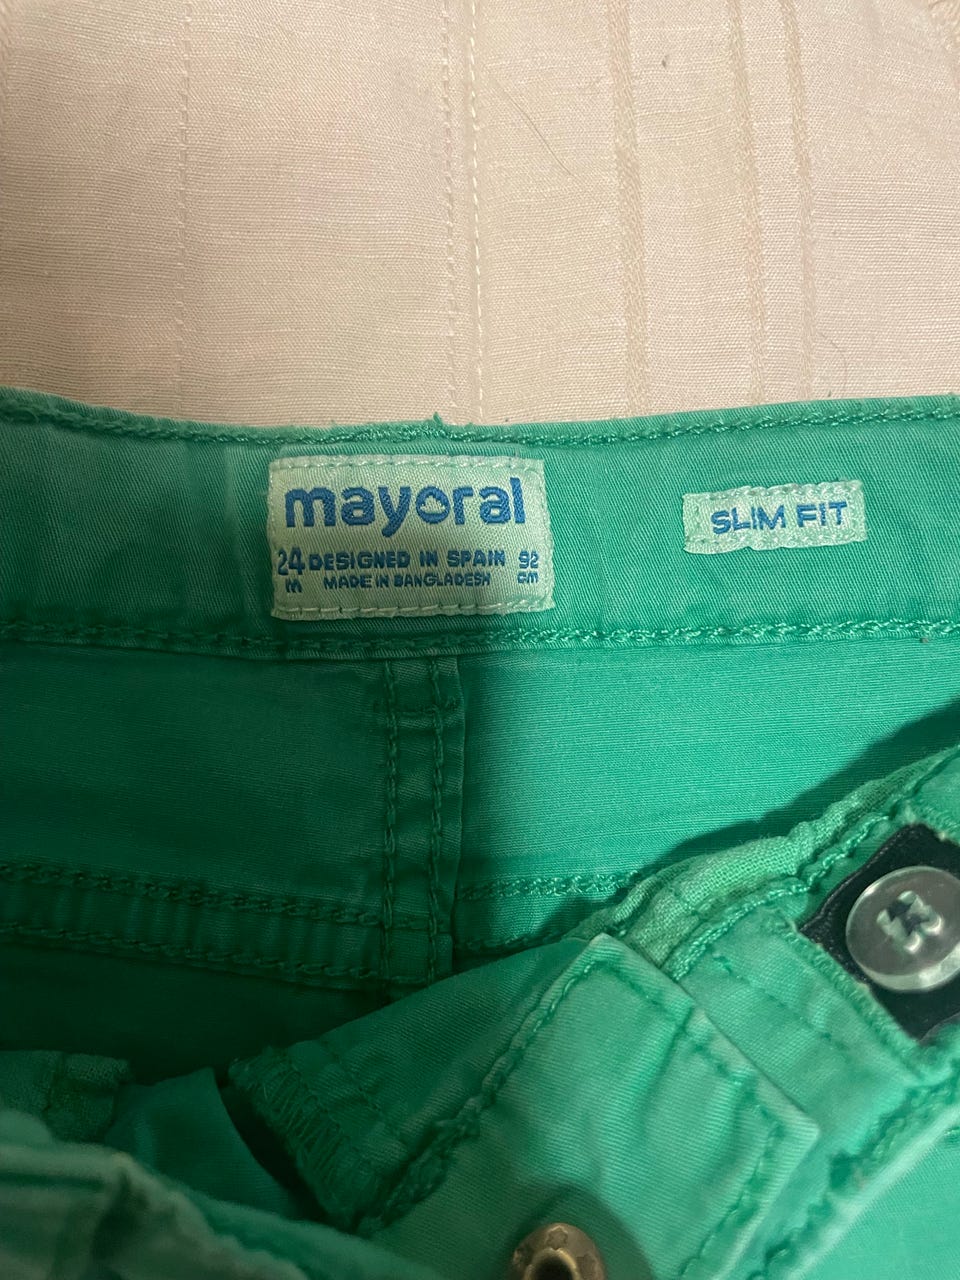 mayoral
24 DESIGNED IN SPAIN 92
m MADE IN BANGLADESH cm
SLIM FIT